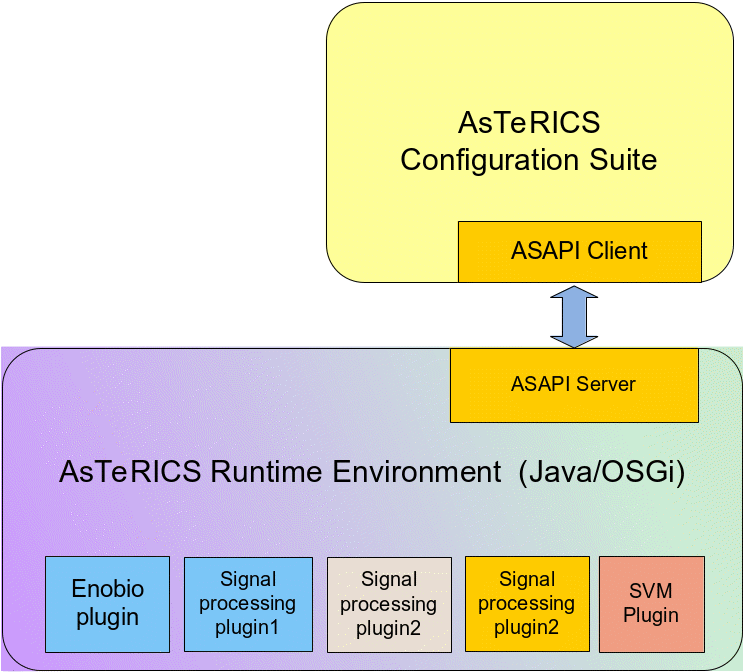 AsTeRICS
Configuration Suite
ASAPI Client
ASAPI Server
AsTeRICS Runtime Environment  (Java/OSGi)
Enobio
plugin
Signal
processing
plugin1
Signal
processing
plugin2
Signal
processing
plugin2
SVM
Plugin